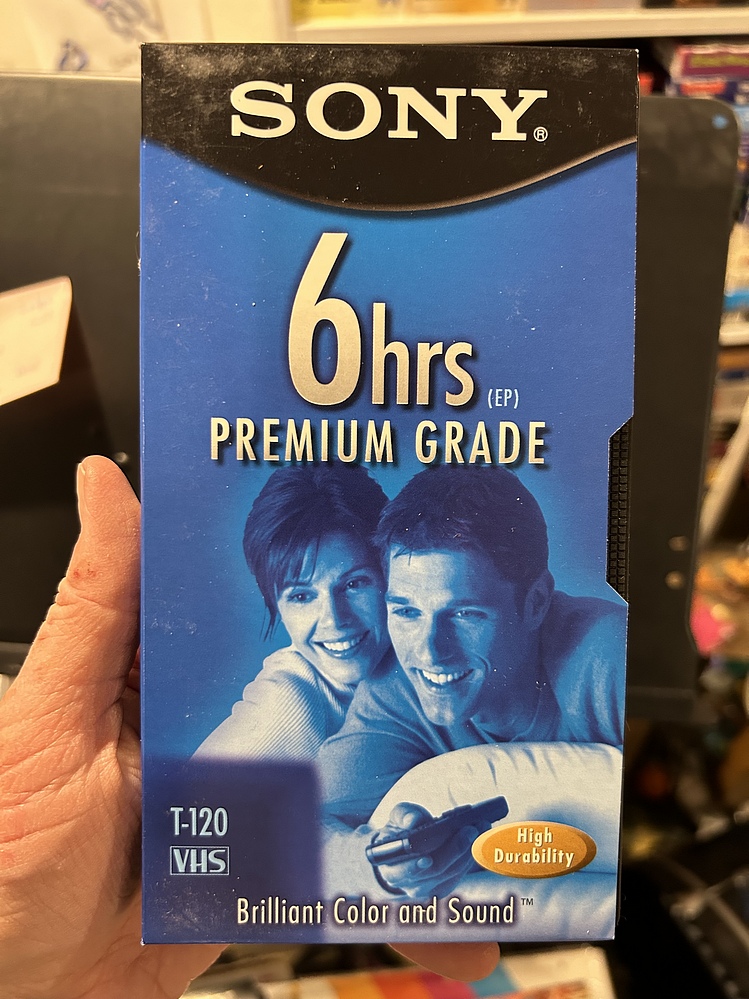 SONY®
6hrs (EP)
PREMIUM GRADE
T-120
VHS
High
Durability
Brilliant Color and Sound™